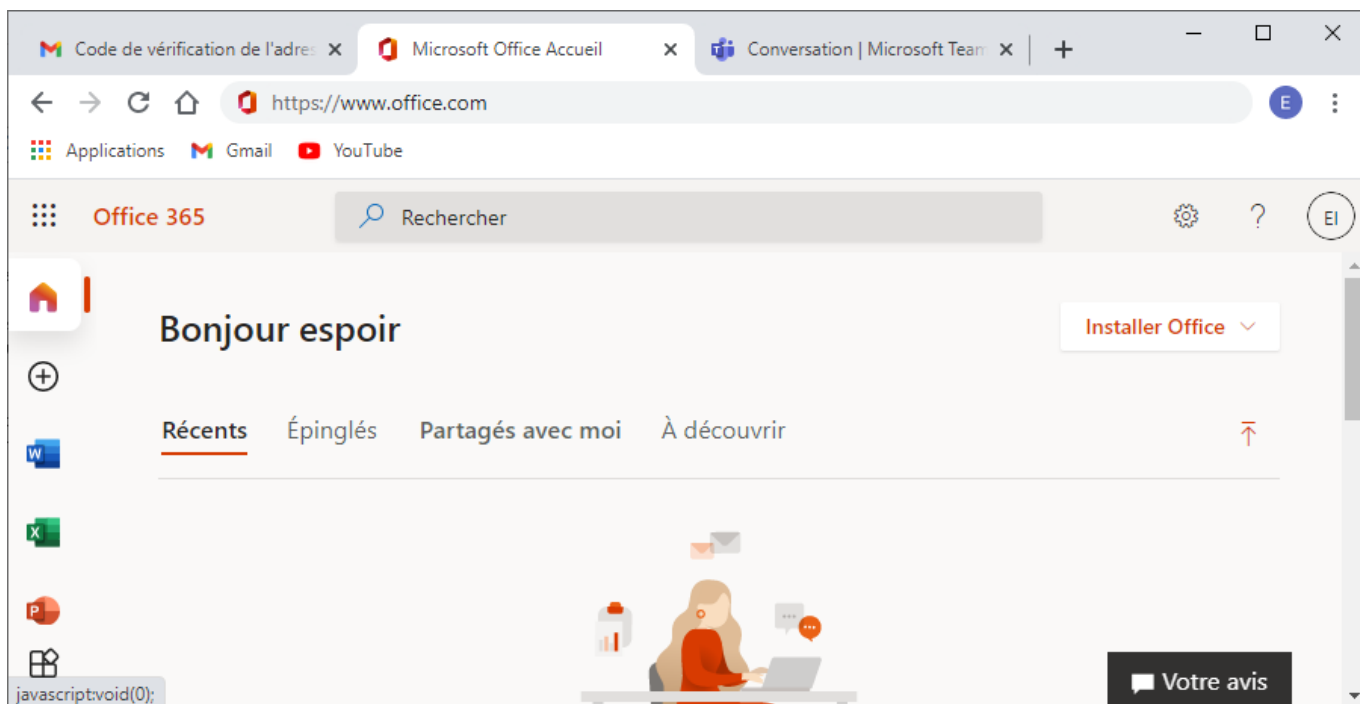 Code de vérification de l'adres
Microsoft Office Accueil
Conversation | Microsoft Team
https://www.office.com
E
Applications
Gmail
YouTube
Office 365
Rechercher
?
EI
Bonjour espoir
Installer Office
Récents
Épinglés
Partagés avec moi
À découvrir
W
X
P
javascript:void(0);
Votre avis